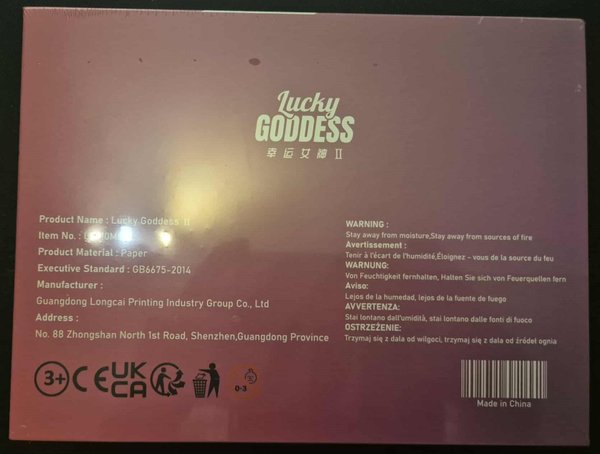 Lucky
GODDESS
幸运女神 II
Product Name : Lucky Goddess II
Item No. :
Product Material : Paper
Executive Standard : GB6675-2014
Manufacturer :
Guangdong Longcai Printing Industry Group Co., Ltd
Address :
No. 88 Zhongshan North 1st Road, Shenzhen,Guangdong Province
WARNING :
Stay away from moisture,Stay away from sources of fire
Avertissement :
Tenir à l'écart de l'humidité,Éloignez - vous de la source du feu
WARNUNG:
Von Feuchtigkeit fernhalten, Halten Sie sich von Feuerquellen fern
Aviso:
Lejos de la humedad, lejos de la fuente de fuego
AVVERTENZA:
Stai lontano dall'umidità, stai lontano dalle fonti di fuoco
OSTRZEŻENIE:
Trzymaj się z dala od wilgoci, trzymaj się z dala od źródeł ognia
3+ CE UK
CA
0-3
Made in China